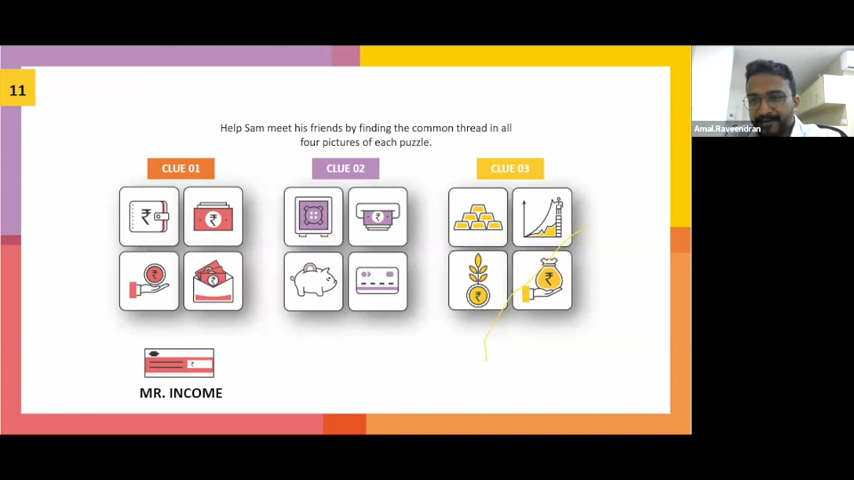 11
Help Sam meet his friends by finding the common thread in all
four pictures of each puzzle.
CLUE 01
CLUE 02
CLUE 03
₹
₹
₹
₹
₹
₹
₹
₹
MR. INCOME
Amal.Raveendran